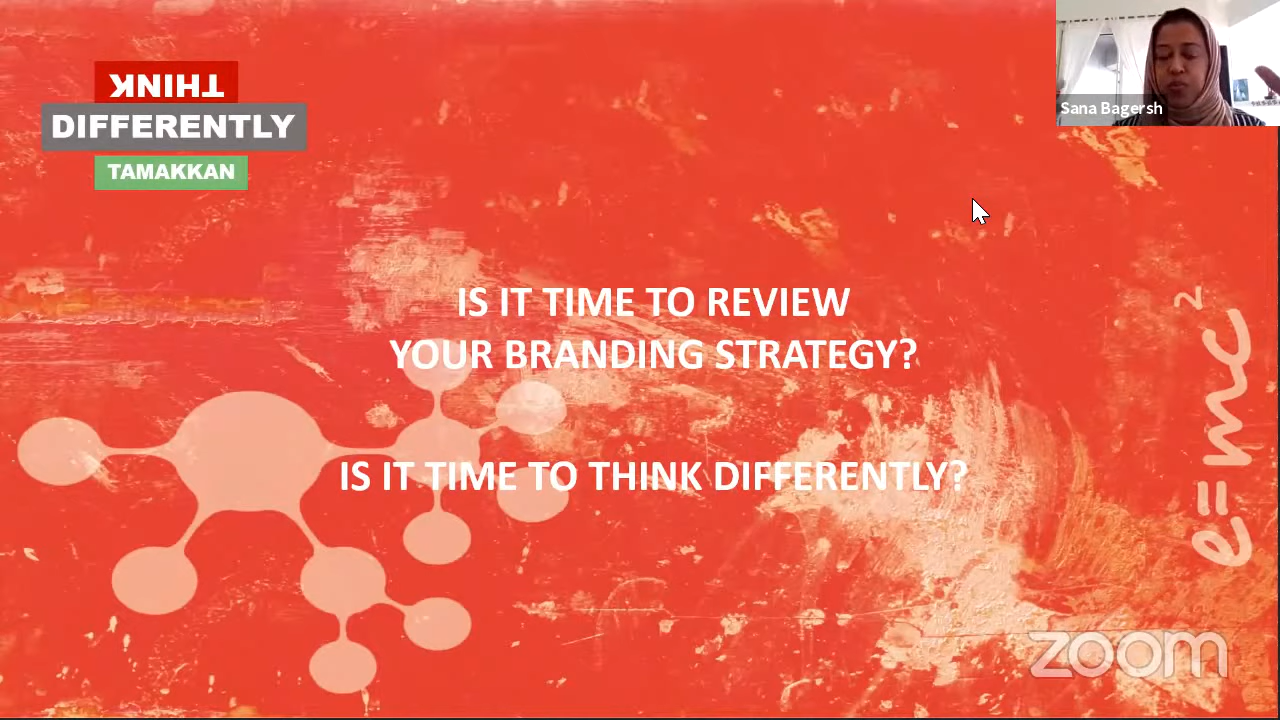 THINK
DIFFERENTLY
TAMAKKAN
Sana Bagersh
IS IT TIME TO REVIEW
YOUR BRANDING STRATEGY?
IS IT TIME TO THINK DIFFERENTLY?
e=mc²
zoom